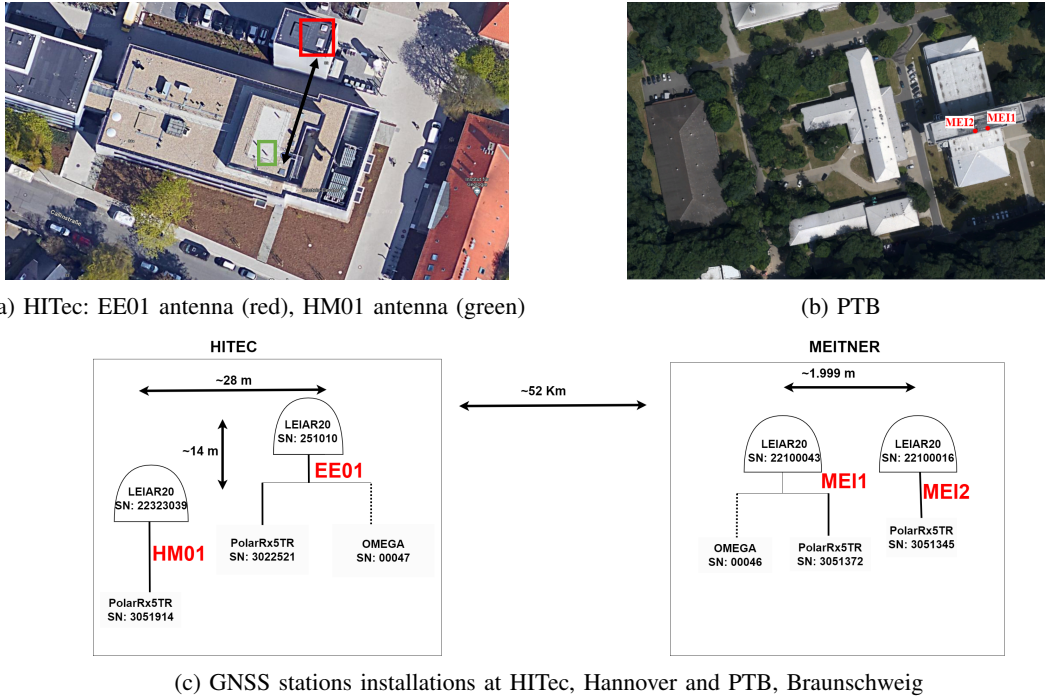 MEI2
MEI1
a) HITec: EE01 antenna (red), HM01 antenna (green)
(b) PTB
HITEC
MEITNER
~28 m
~1.999 m
~52 Km
LEIAR20
SN: 251010
~14 m
EE01
LEIAR20
SN: 22323039
HM01
PolarRx5TR
SN: 3022521
OMEGA
SN: 00047
PolarRx5TR
SN: 3051914
LEIAR20
SN: 22100043
MEI1
LEIAR20
SN: 22100016
MEI2
OMEGA
SN: 00046
PolarRx5TR
SN: 3051372
PolarRx5TR
SN: 3051345
(c) GNSS stations installations at HITec, Hannover and PTB, Braunschweig